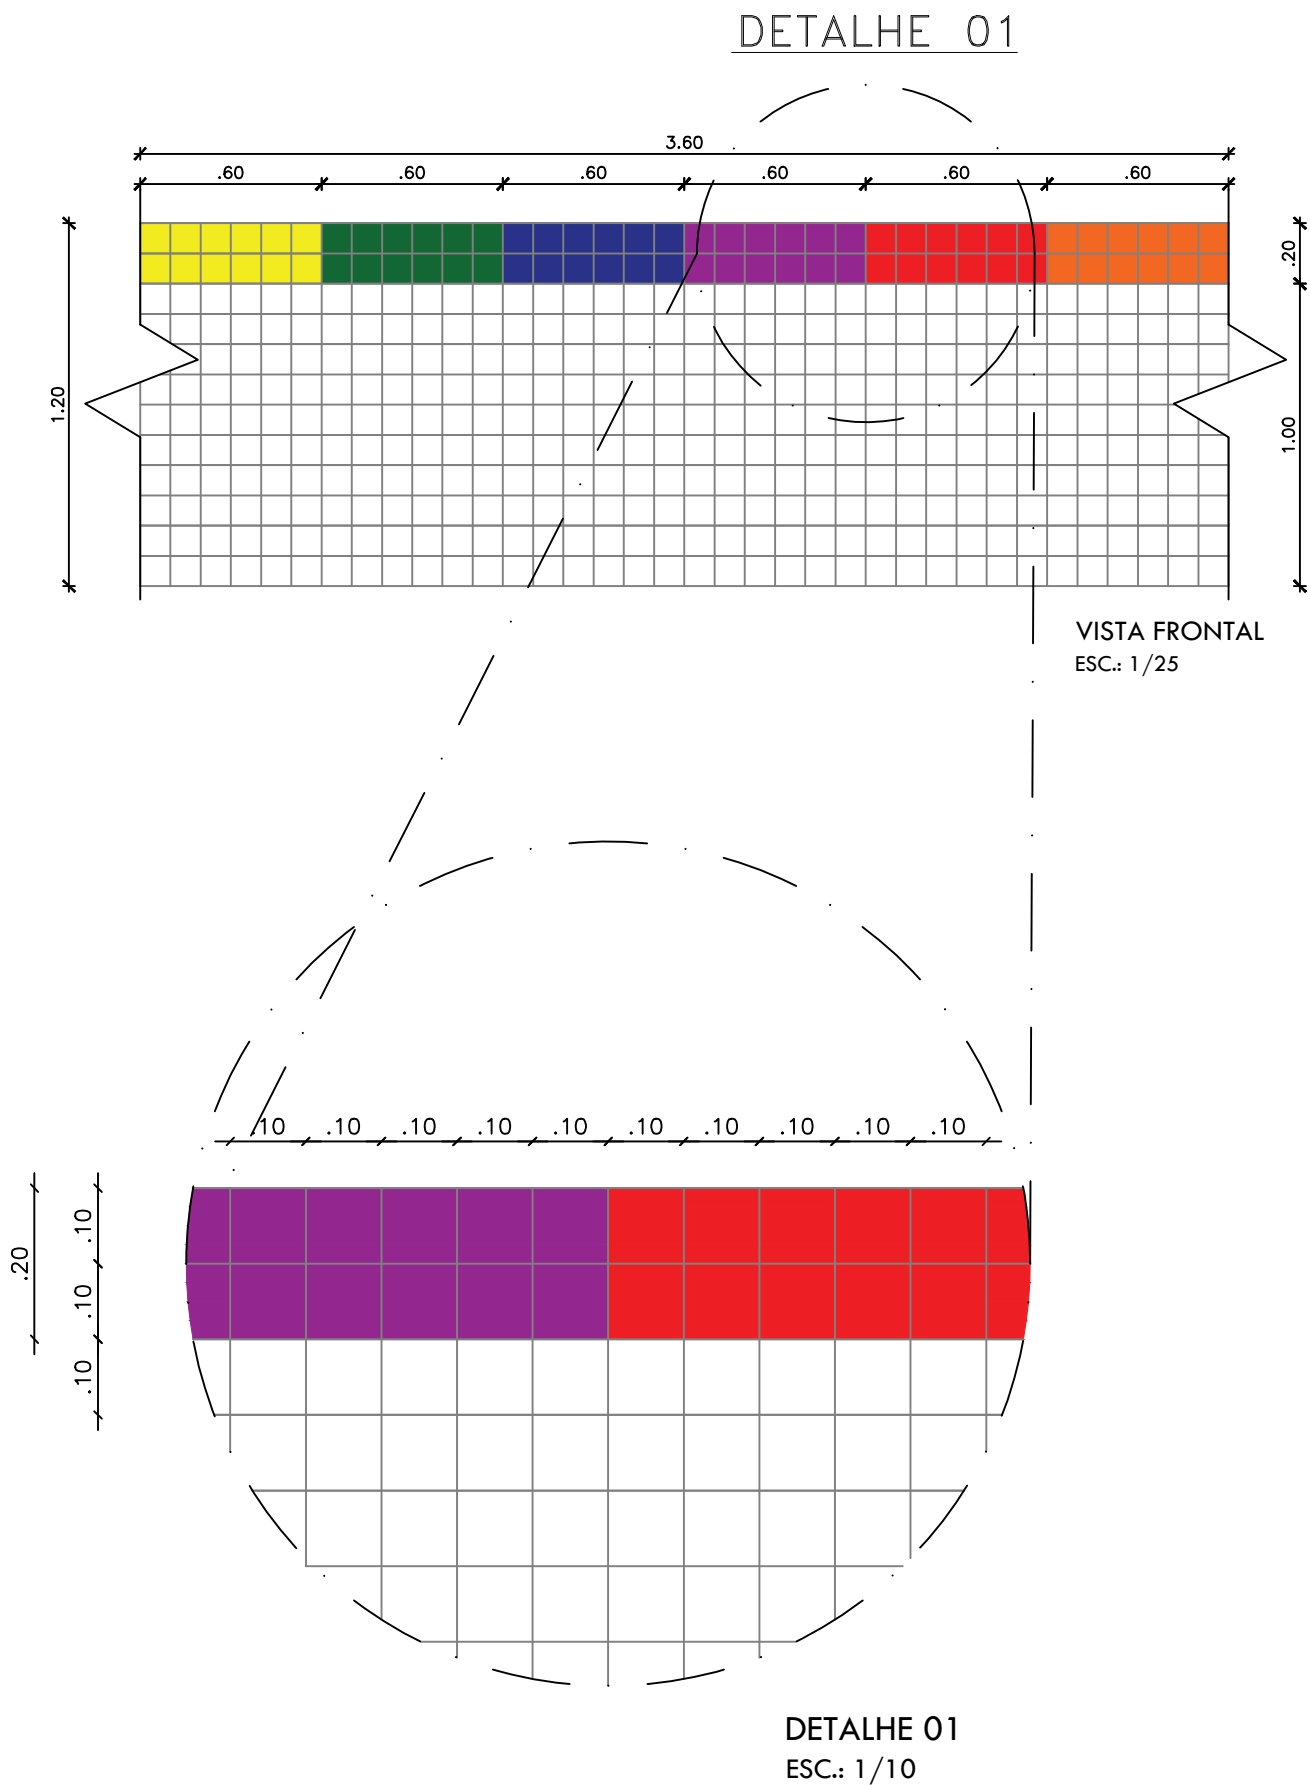 DETALHE 01
3.60
.60 .60 .60 .60 .60 .60
.20
1.20
1.00
VISTA FRONTAL
ESC.: 1/25
.10 .10 .10 .10 .10 .10 .10 .10 .10 .10
.20
.10
.10
.10
DETALHE 01
ESC.: 1/10